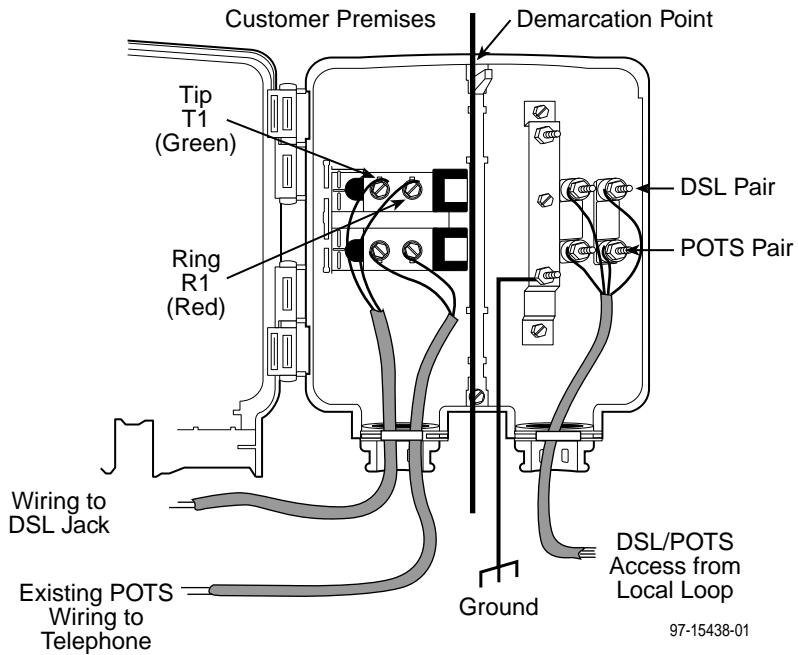 Customer Premises
Demarcation Point
Tip
T1
(Green)
DSL Pair
POTS Pair
Ring
R1
(Red)
Wiring to
DSL Jack
DSL/POTS
Access from
Local Loop
Existing POTS
Wiring to
Telephone
Ground
97-15438-01